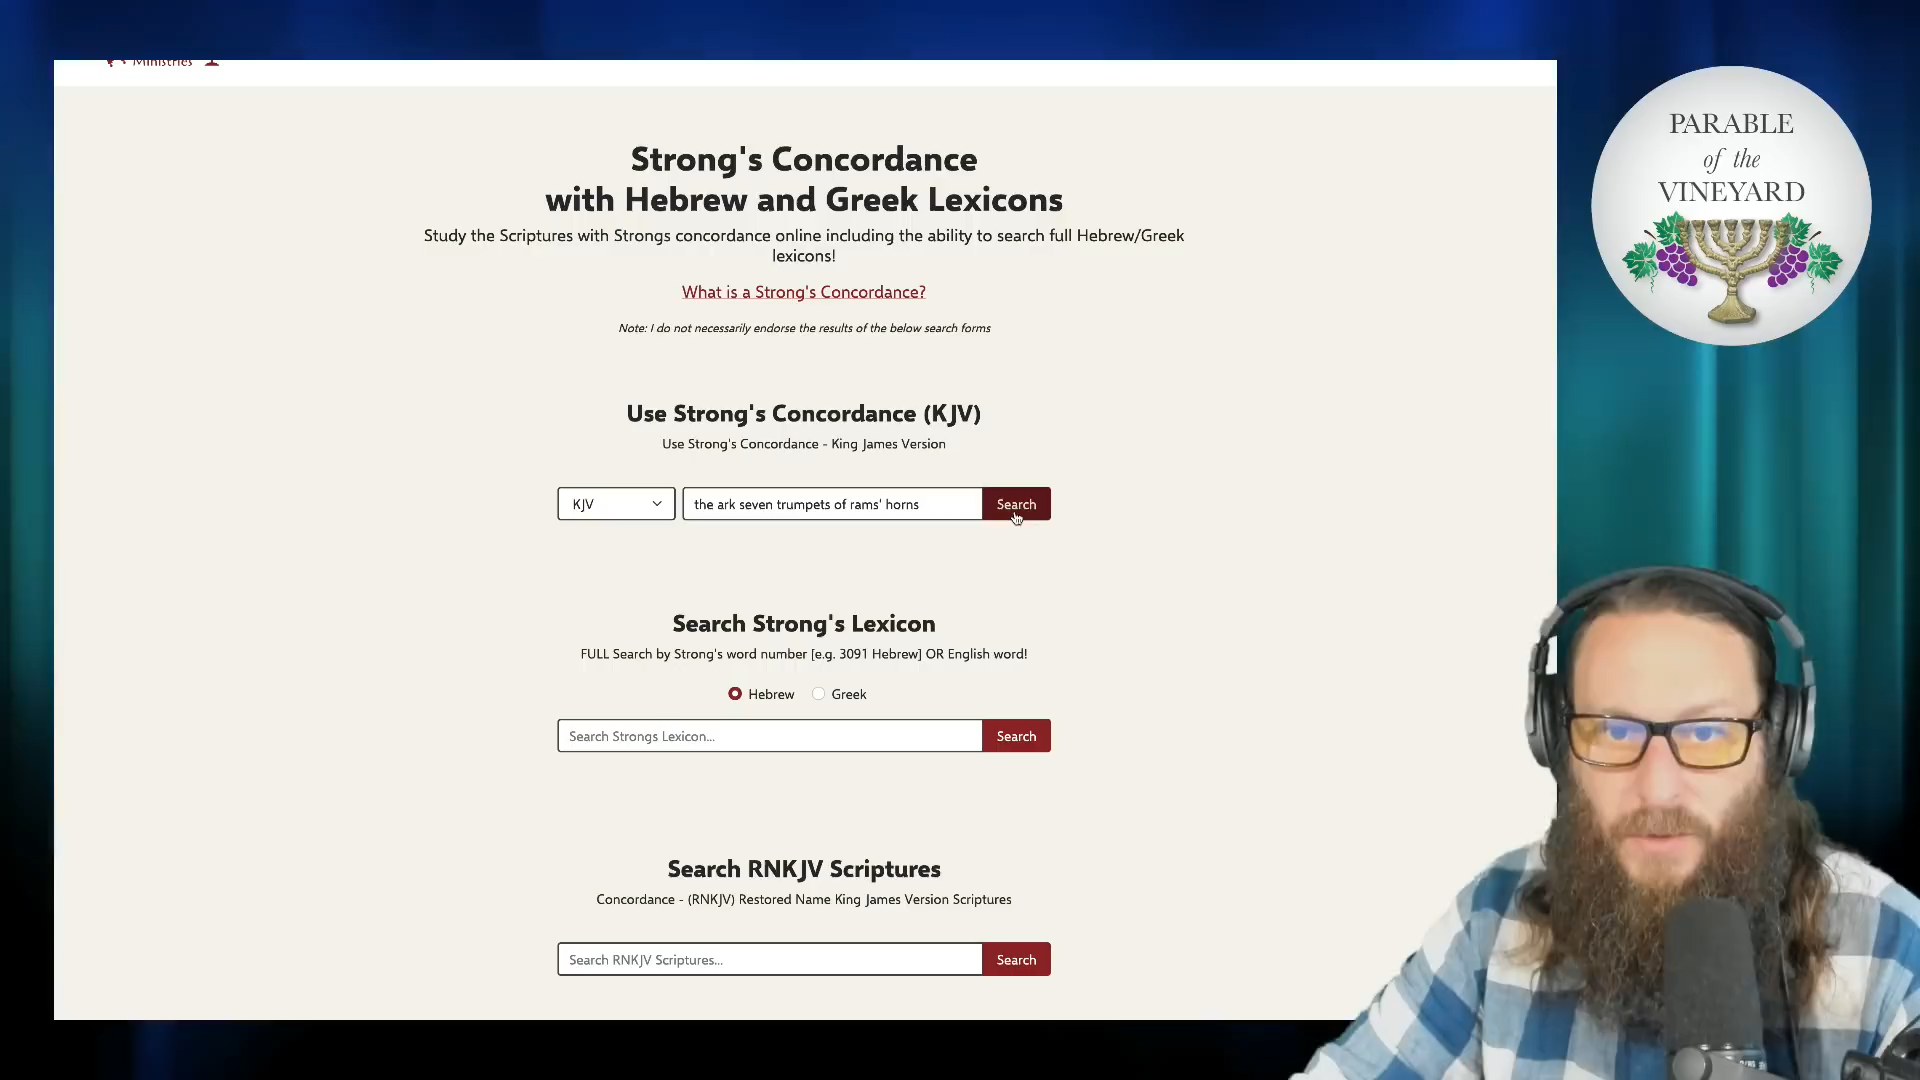 Ministries
PARABLE
of the
VINEYARD
Strong's Concordance
with Hebrew and Greek Lexicons
Study the Scriptures with Strongs concordance online including the ability to search full Hebrew/Greek
lexicons!
What is a Strong's Concordance?
Note: I do not necessarily endorse the results of the below search forms
Use Strong's Concordance (KJV)
Use Strong's Concordance - King James Version
KJV the ark seven trumpets of rams' horns Search
Search Strong's Lexicon
FULL Search by Strong's word number [e.g. 3091 Hebrew] OR English word!
Hebrew Greek
Search Strongs Lexicon... Search
Search RNKJV Scriptures
Concordance - (RNKJV) Restored Name King James Version Scriptures
Search RNKJV Scriptures... Search